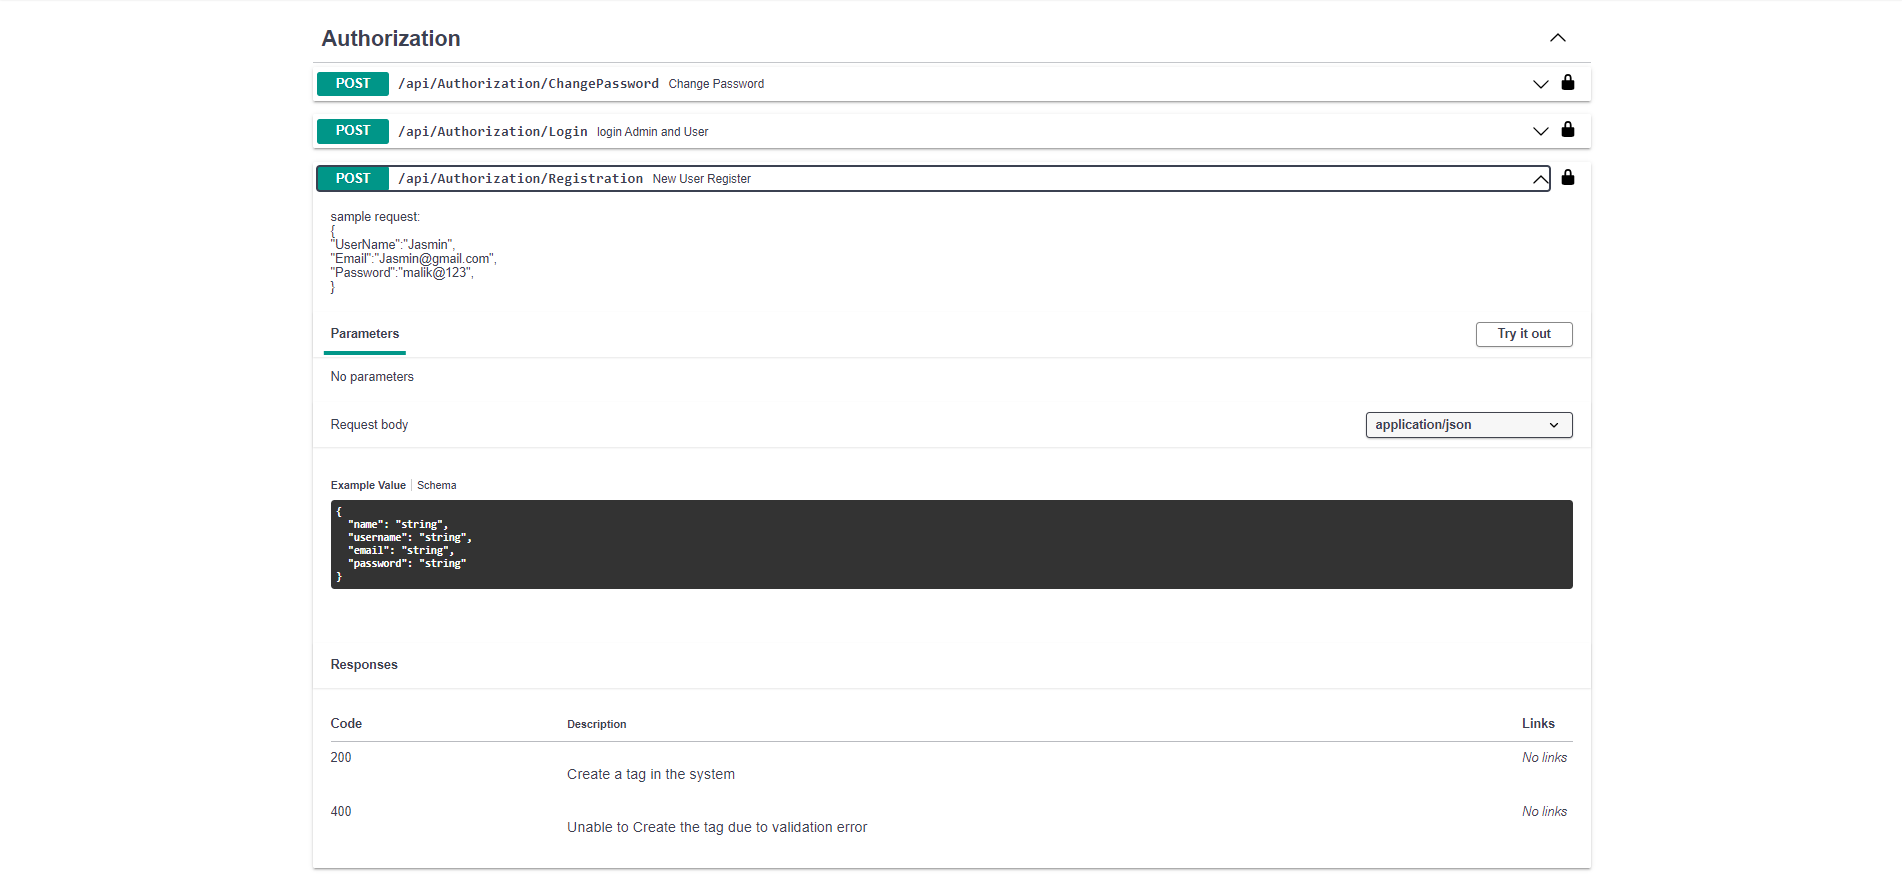 Authorization
POST /api/Authorization/ChangePassword Change Password
POST /api/Authorization/Login login Admin and User
POST /api/Authorization/Registration New User Register
sample request:
{
"UserName":"Jasmin",
"Email":"Jasmin@gmail.com",
"Password":"malik@123",
}
Parameters Try it out
No parameters
Request body application/json
Example Value Schema
{
"name": "string",
"username": "string",
"email": "string",
"password": "string"
}
Responses
Code Description Links
200 No links
Create a tag in the system
400 No links
Unable to Create the tag due to validation error